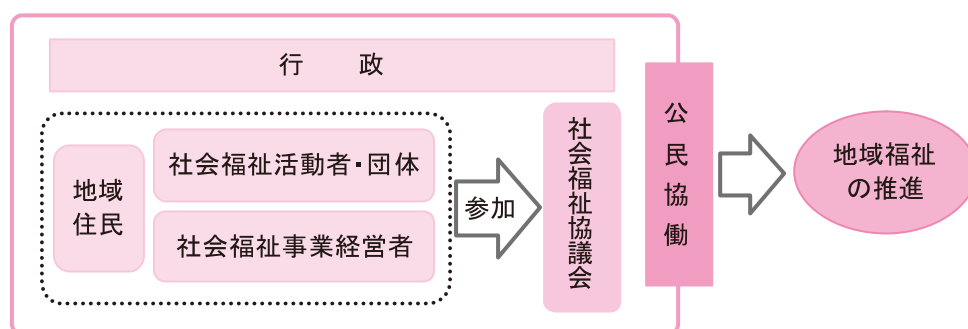 行　政
地域
住民
社会福祉活動者・団体
社会福祉事業経営者
参加
社会福祉協議会
公民協働
地域福祉
の推進